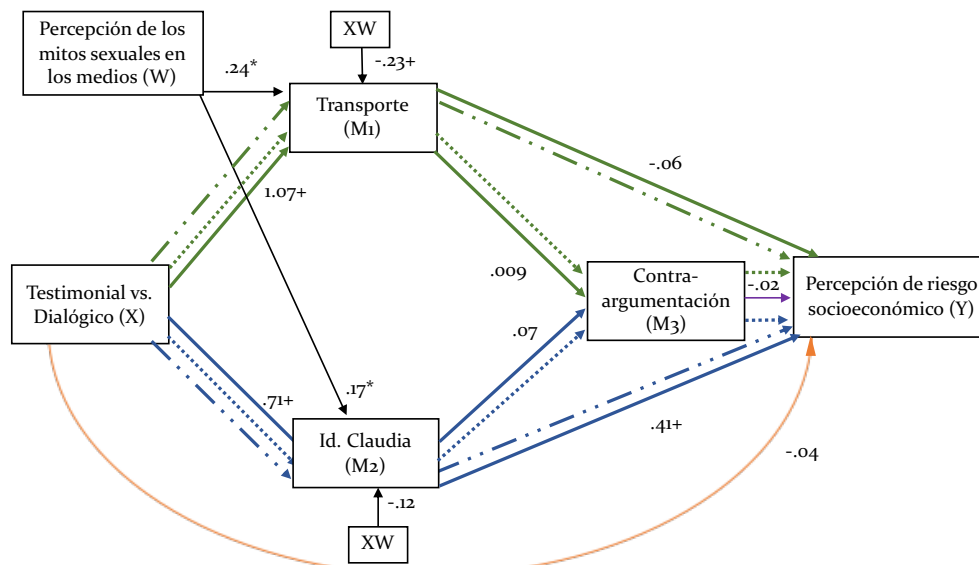 Percepción de los
mitos sexuales en
los medios (W)
XW
.24*
-.23+
Transporte
(M1)
-.06
1.07+
.009
Testimonial vs.
Dialógico (X)
Contra-
argumentación
(M3)
-.02
Percepción de riesgo
socioeconómico (Y)
.07
.71+
.17*
.41+
Id. Claudia
(M2)
-.04
-.12
XW